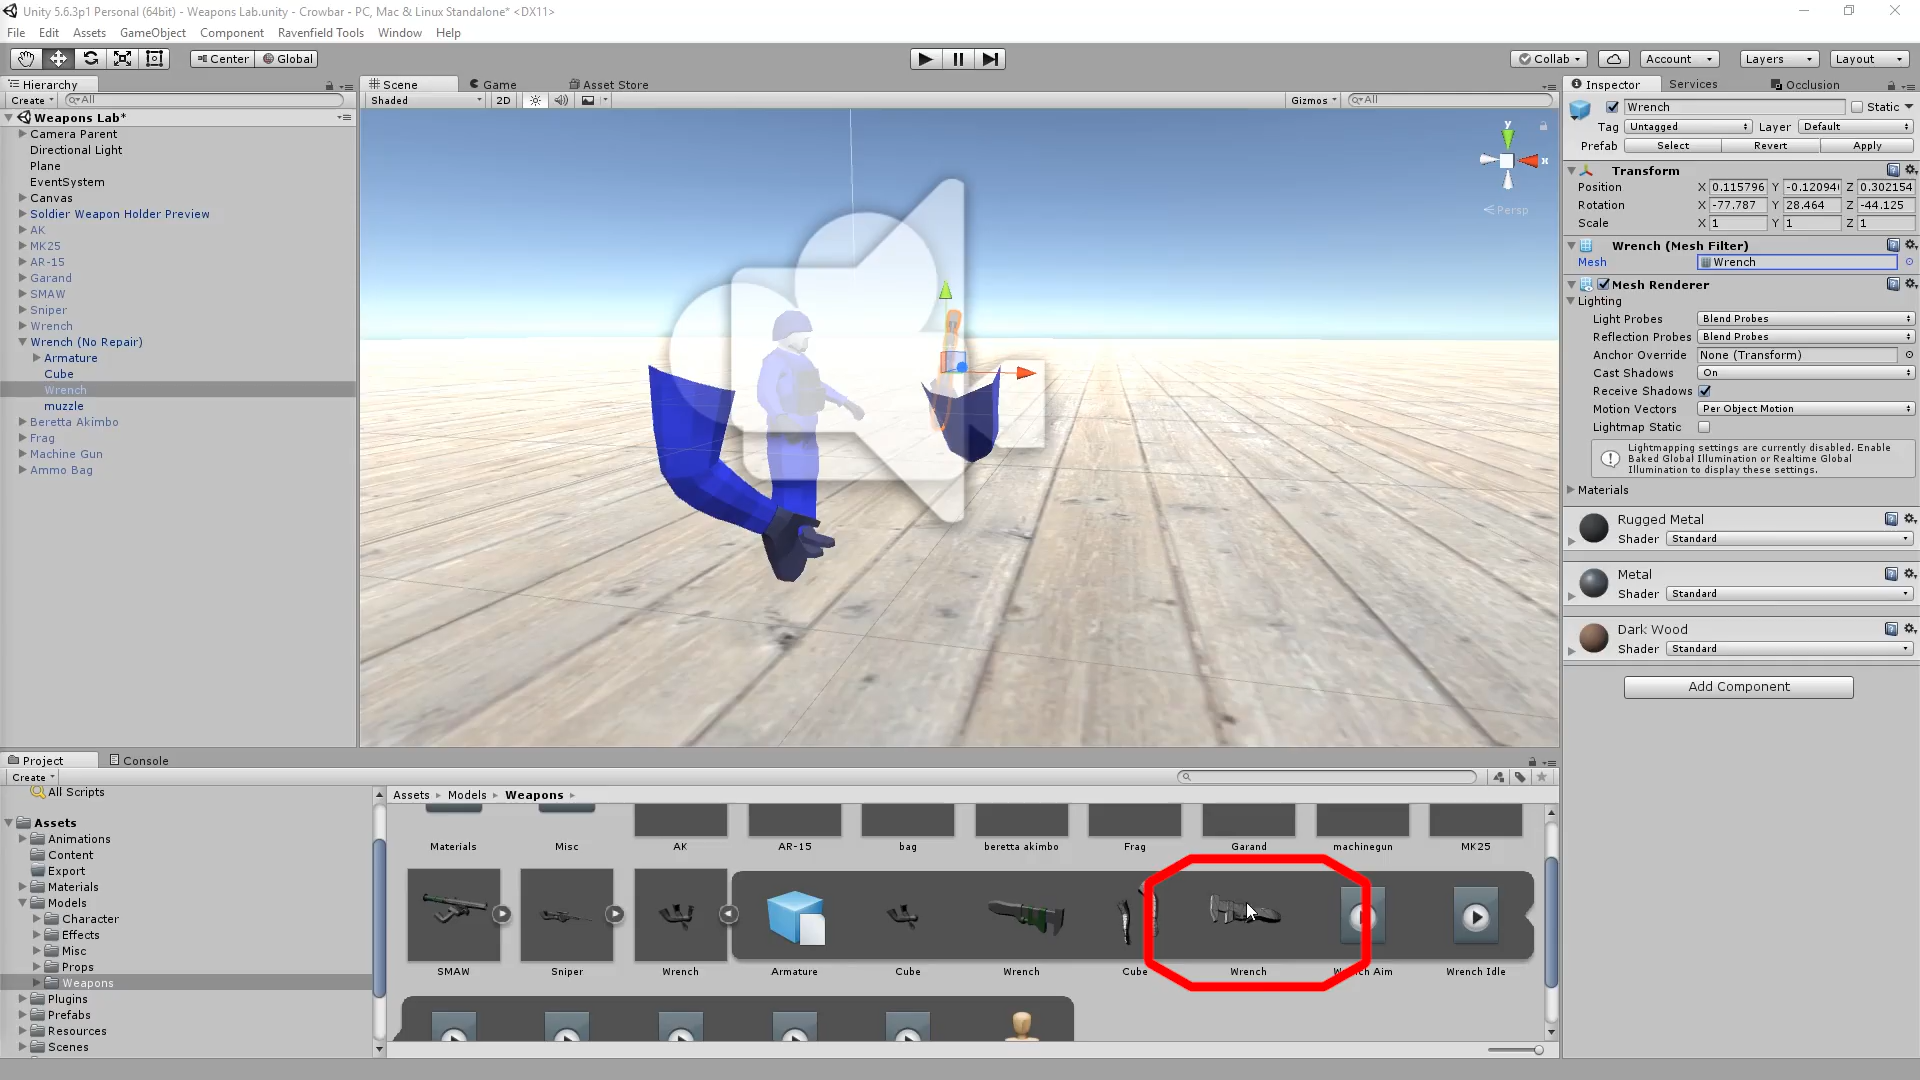 Unity 5.6.3p1 Personal (64bit) - Weapons Lab.unity - Crowbar - PC, Mac & Linux Standalone* <DX11>
File Edit Assets GameObject Component Ravenfield Tools Window Help
Center Global Collab Account Layers Layout
Hierarchy
Create All
Weapons Lab*
Camera Parent
Directional Light
Plane
EventSystem
Canvas
Soldier Weapon Holder Preview
AK
MK25
AR-15
Garand
SMAW
Sniper
Wrench
Wrench (No Repair)
Armature
Cube
Wrench
muzzle
Beretta Akimbo
Frag
Machine Gun
Ammo Bag
Scene Game Asset Store
Shaded 2D Gizmos All
y
x
Persp
Inspector Services Occlusion
Wrench Static
Tag Untagged Layer Default
Prefab Select Revert Apply
Transform
Position X 0.115796 Y -0.12094 Z 0.302154
Rotation X -77.787 Y 28.464 Z -44.125
Scale X 1 Y 1 Z 1
Wrench (Mesh Filter)
Mesh Wrench
Mesh Renderer
Lighting
Light Probes Blend Probes
Reflection Probes Blend Probes
Anchor Override None (Transform)
Cast Shadows On
Receive Shadows
Motion Vectors Per Object Motion
Lightmap Static
Lightmapping settings are currently disabled. Enable
Baked Global Illumination or Realtime Global
Illumination to display these settings.
Materials
Rugged Metal
Shader Standard
Metal
Shader Standard
Dark Wood
Shader Standard
Add Component
Project Console
Create
All Scripts
Assets
Animations
Content
Export
Materials
Models
Character
Effects
Misc
Props
Weapons
Plugins
Prefabs
Resources
Scenes
Assets Models Weapons
Materials Misc AK AR-15 bag beretta akimbo Frag Garand machinegun MK25
SMAW Sniper Wrench Armature Cube Wrench Cube Wrench Wrench Aim Wrench Idle